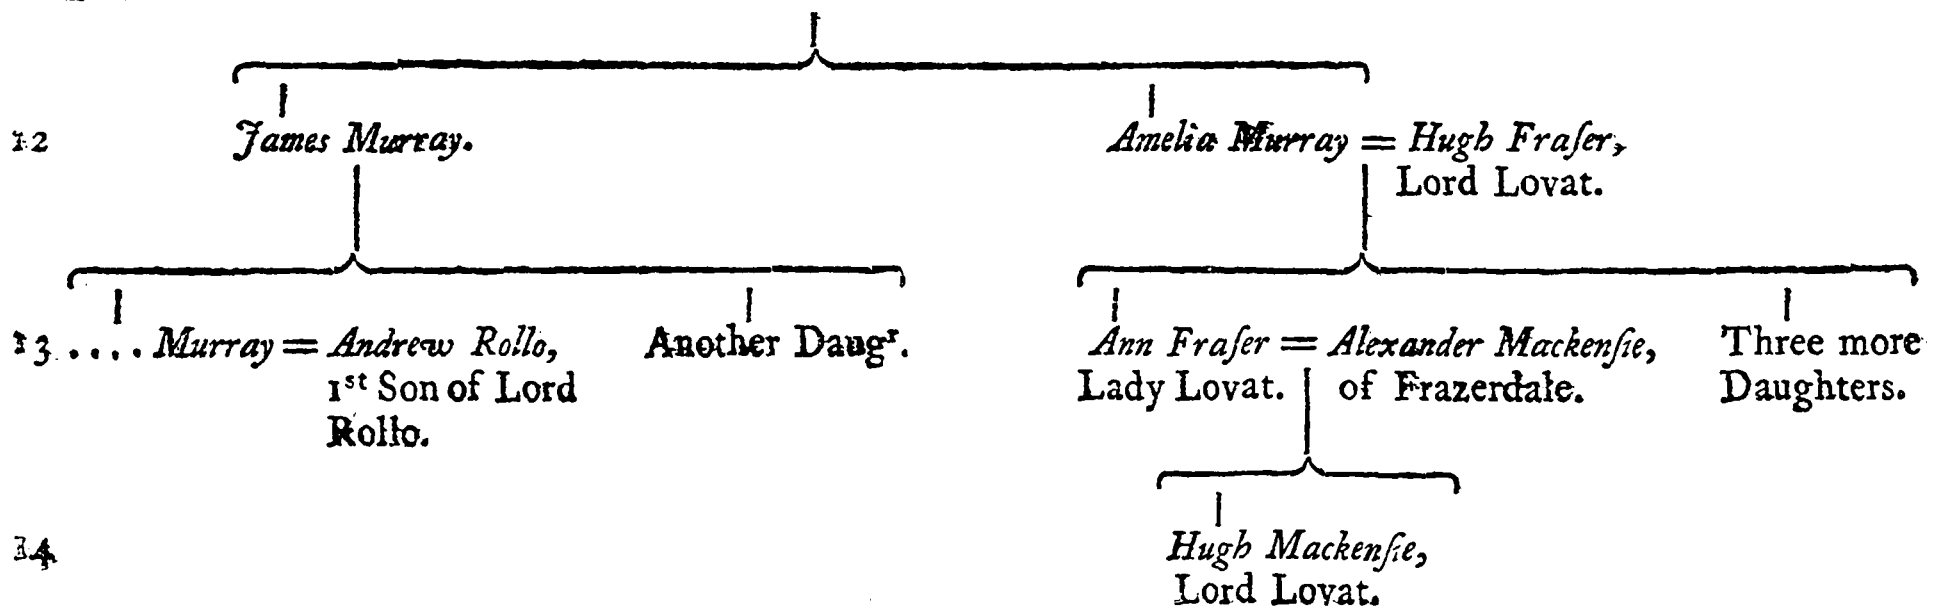 12 James Murray. Amelia Murray = Hugh Fraſer,
Lord Lovat.
13 .... Murray = Andrew Rollo, Another Daugʳ. Ann Fraſer = Alexander Mackenſie, Three more
1ˢᵗ Son of Lord Lady Lovat. of Frazerdale. Daughters.
Rollo.
14 Hugh Mackenſie,
Lord Lovat.